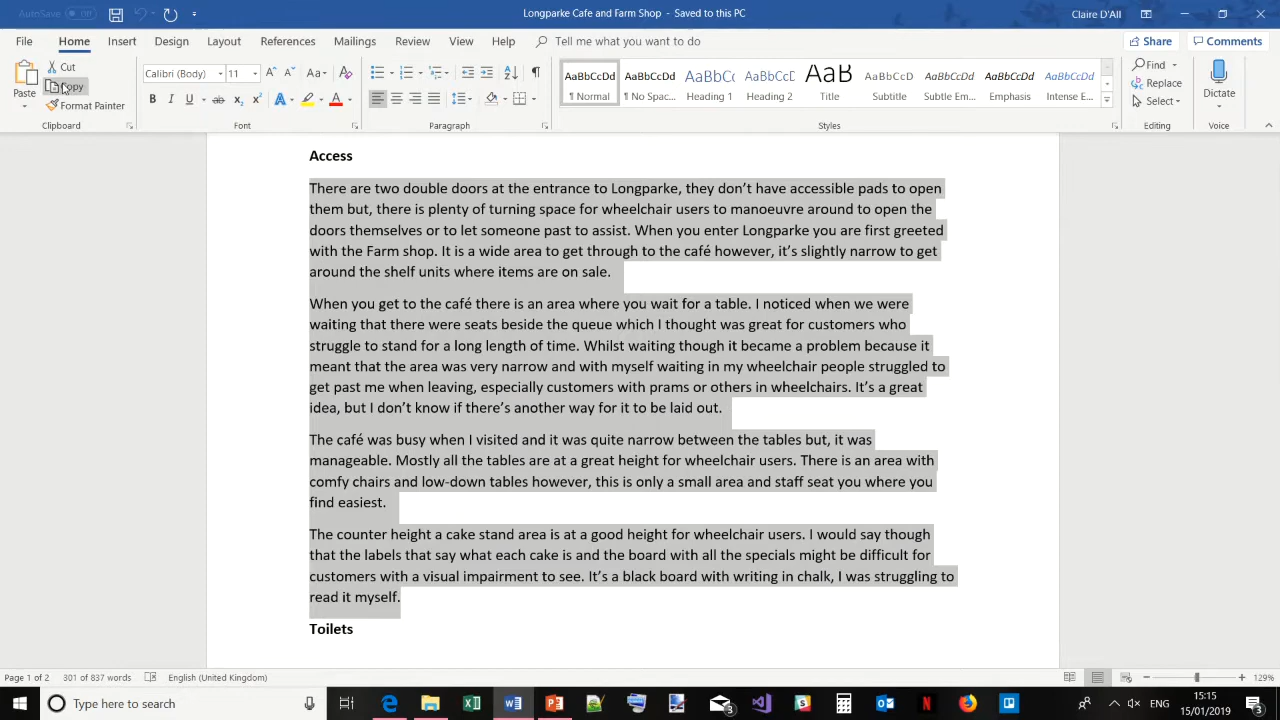 AutoSave Off
Longparke Cafe and Farm Shop - Saved to this PC
Claire D'All
File Home Insert Design Layout References Mailings Review View Help Tell me what you want to do
Share Comments
Paste
Cut
Copy
Format Painter
Clipboard
Calibri (Body) 11
Font
Paragraph
AaBbCcDd AaBbCcDd AaBbCc AaBbCcD AaB AaBbCcD AaBbCcDd AaBbCcDd AaBbCcDd
¶ Normal ¶ No Spac... Heading 1 Heading 2 Title Subtitle Subtle Em... Emphasis Intense E...
Styles
Find
Replace
Select
Editing
Dictate
Voice
Access
There are two double doors at the entrance to Longparke, they don’t have accessible pads to open
them but, there is plenty of turning space for wheelchair users to manoeuvre around to open the
doors themselves or to let someone past to assist. When you enter Longparke you are first greeted
with the Farm shop. It is a wide area to get through to the café however, it’s slightly narrow to get
around the shelf units where items are on sale.
When you get to the café there is an area where you wait for a table. I noticed when we were
waiting that there were seats beside the queue which I thought was great for customers who
struggle to stand for a long length of time. Whilst waiting though it became a problem because it
meant that the area was very narrow and with myself waiting in my wheelchair people struggled to
get past me when leaving, especially customers with prams or others in wheelchairs. It’s a great
idea, but I don’t know if there’s another way for it to be laid out.
The café was busy when I visited and it was quite narrow between the tables but, it was
manageable. Mostly all the tables are at a great height for wheelchair users. There is an area with
comfy chairs and low-down tables however, this is only a small area and staff seat you where you
find easiest.
The counter height a cake stand area is at a good height for wheelchair users. I would say though
that the labels that say what each cake is and the board with all the specials might be difficult for
customers with a visual impairment to see. It’s a black board with writing in chalk, I was struggling to
read it myself.
Toilets
Page 1 of 2 301 of 837 words English (United Kingdom) 129%
Type here to search
ENG
15:15
15/01/2019